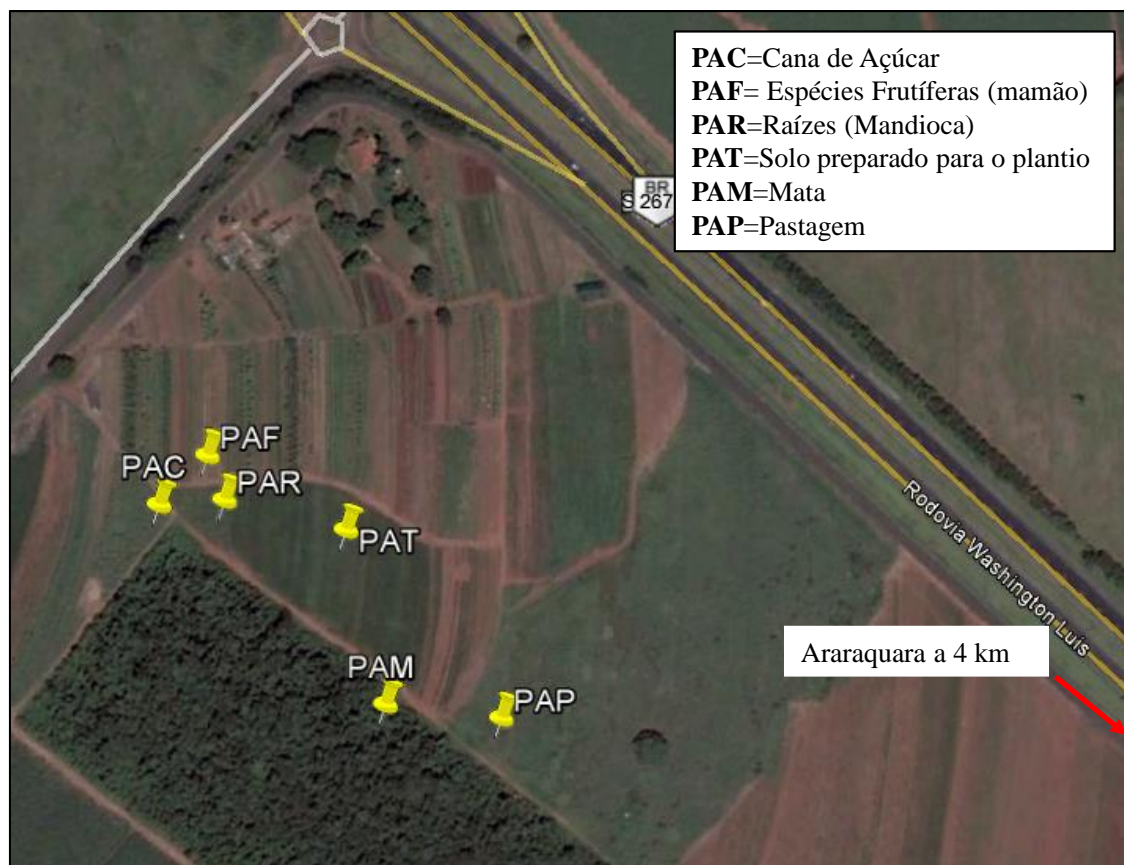 PAC=Cana de Açúcar
PAF= Espécies Frutíferas (mamão)
PAR=Raízes (Mandioca)
PAT=Solo preparado para o plantio
PAM=Mata
PAP=Pastagem
BR
S 267
PAF
PAC
PAR
PAT
Rodovia Washington Luís
Araraquara a 4 km
PAM
PAP